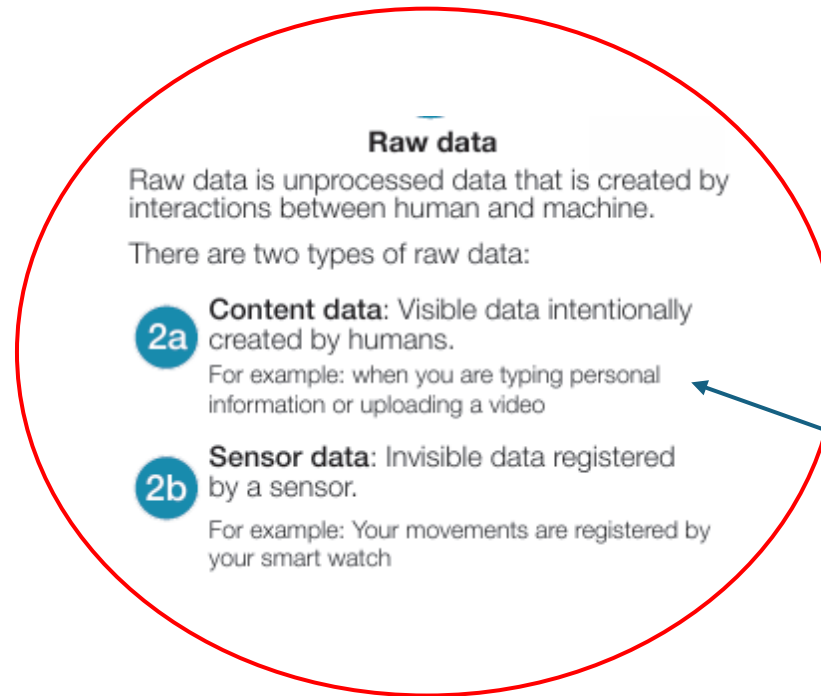 Raw data
Raw data is unprocessed data that is created by
interactions between human and machine.
There are two types of raw data:
2a
Content data: Visible data intentionally
created by humans.
For example: when you are typing personal
information or uploading a video
2b
Sensor data: Invisible data registered
by a sensor.
For example: Your movements are registered by
your smart watch